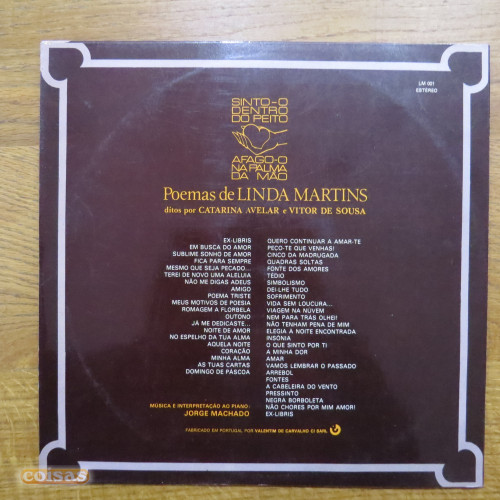 LM 001
ESTÉREO
SINTO-O
DENTRO
DO PEITO
AFAGO-O
NA PALMA
DA MÃO
Poemas de LINDA MARTINS
ditos por CATARINA AVELAR e VITOR DE SOUSA
EX-LIBRIS
EM BUSCA DO AMOR
SUBLIME SONHO DE AMOR
FICA PARA SEMPRE
MESMO QUE SEJA PECADO...
TEREI DE NOVO UMA ALELUIA
NÃO ME DIGAS ADEUS
AMIGO
POEMA TRISTE
MEUS MOTIVOS DE POESIA
ROMAGEM A FLORBELA
OUTONO
JÁ ME DEDICASTE...
NOITE DE AMOR
NO ESPELHO DA TUA ALMA
AQUELA NOITE
CORAÇÃO
MINHA ALMA
AS TUAS CARTAS
DOMINGO DE PASCOA
QUERO CONTINUAR À AMAR-TE
PEÇO-TE QUE VENHAS!
CINCO DA MADRUGADA
QUADRAS SOLTAS
FONTE DOS AMORES
TÉDIO
SIMBOLISMO
DEI-LHE TUDO
SOFRIMENTO
VIDA SEM LOUCURA...
VIAGEM NA NÚVEM
NEM PARA TRÁS OLHEI!
NÃO TENHAM PENA DE MIM
ELEGIA A NOITE ENCONTRADA
INSÓNIA
O QUE SINTO POR TI
A MINHA DOR
AMAR
VAMOS LEMBRAR O PASSADO
ARREBOL
FONTES
A CABELEIRA DO VENTO
PRESSINTO
NEGRA BORBOLETA
NÃO CHORES POR MIM AMOR!
EX-LIBRIS
MÚSICA E INTERPRETAÇÃO AO PIANO:
JORGE MACHADO
FABRICADO EM PORTUGAL POR VALENTIM DE CARVALHO CI SARL
coisas